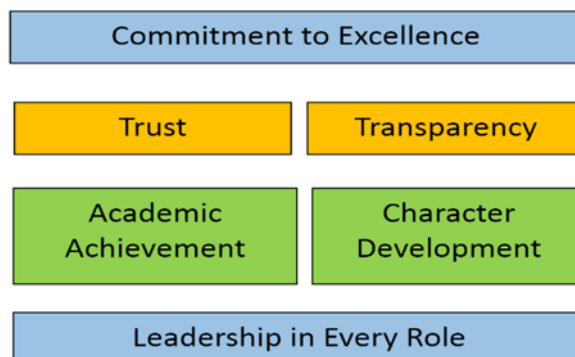 Commitment to Excellence
Trust
Transparency
Academic
Achievement
Character
Development
Leadership in Every Role